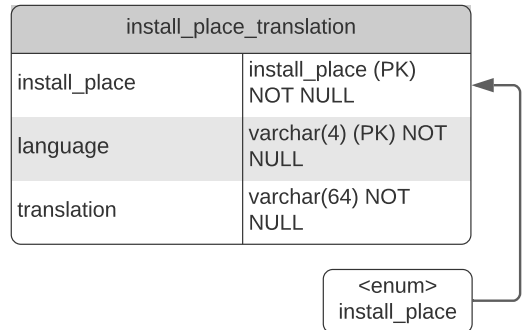 install_place_translation
install_place
install_place (PK)
NOT NULL
language
varchar(4) (PK) NOT
NULL
translation
varchar(64) NOT
NULL
<enum>
install_place